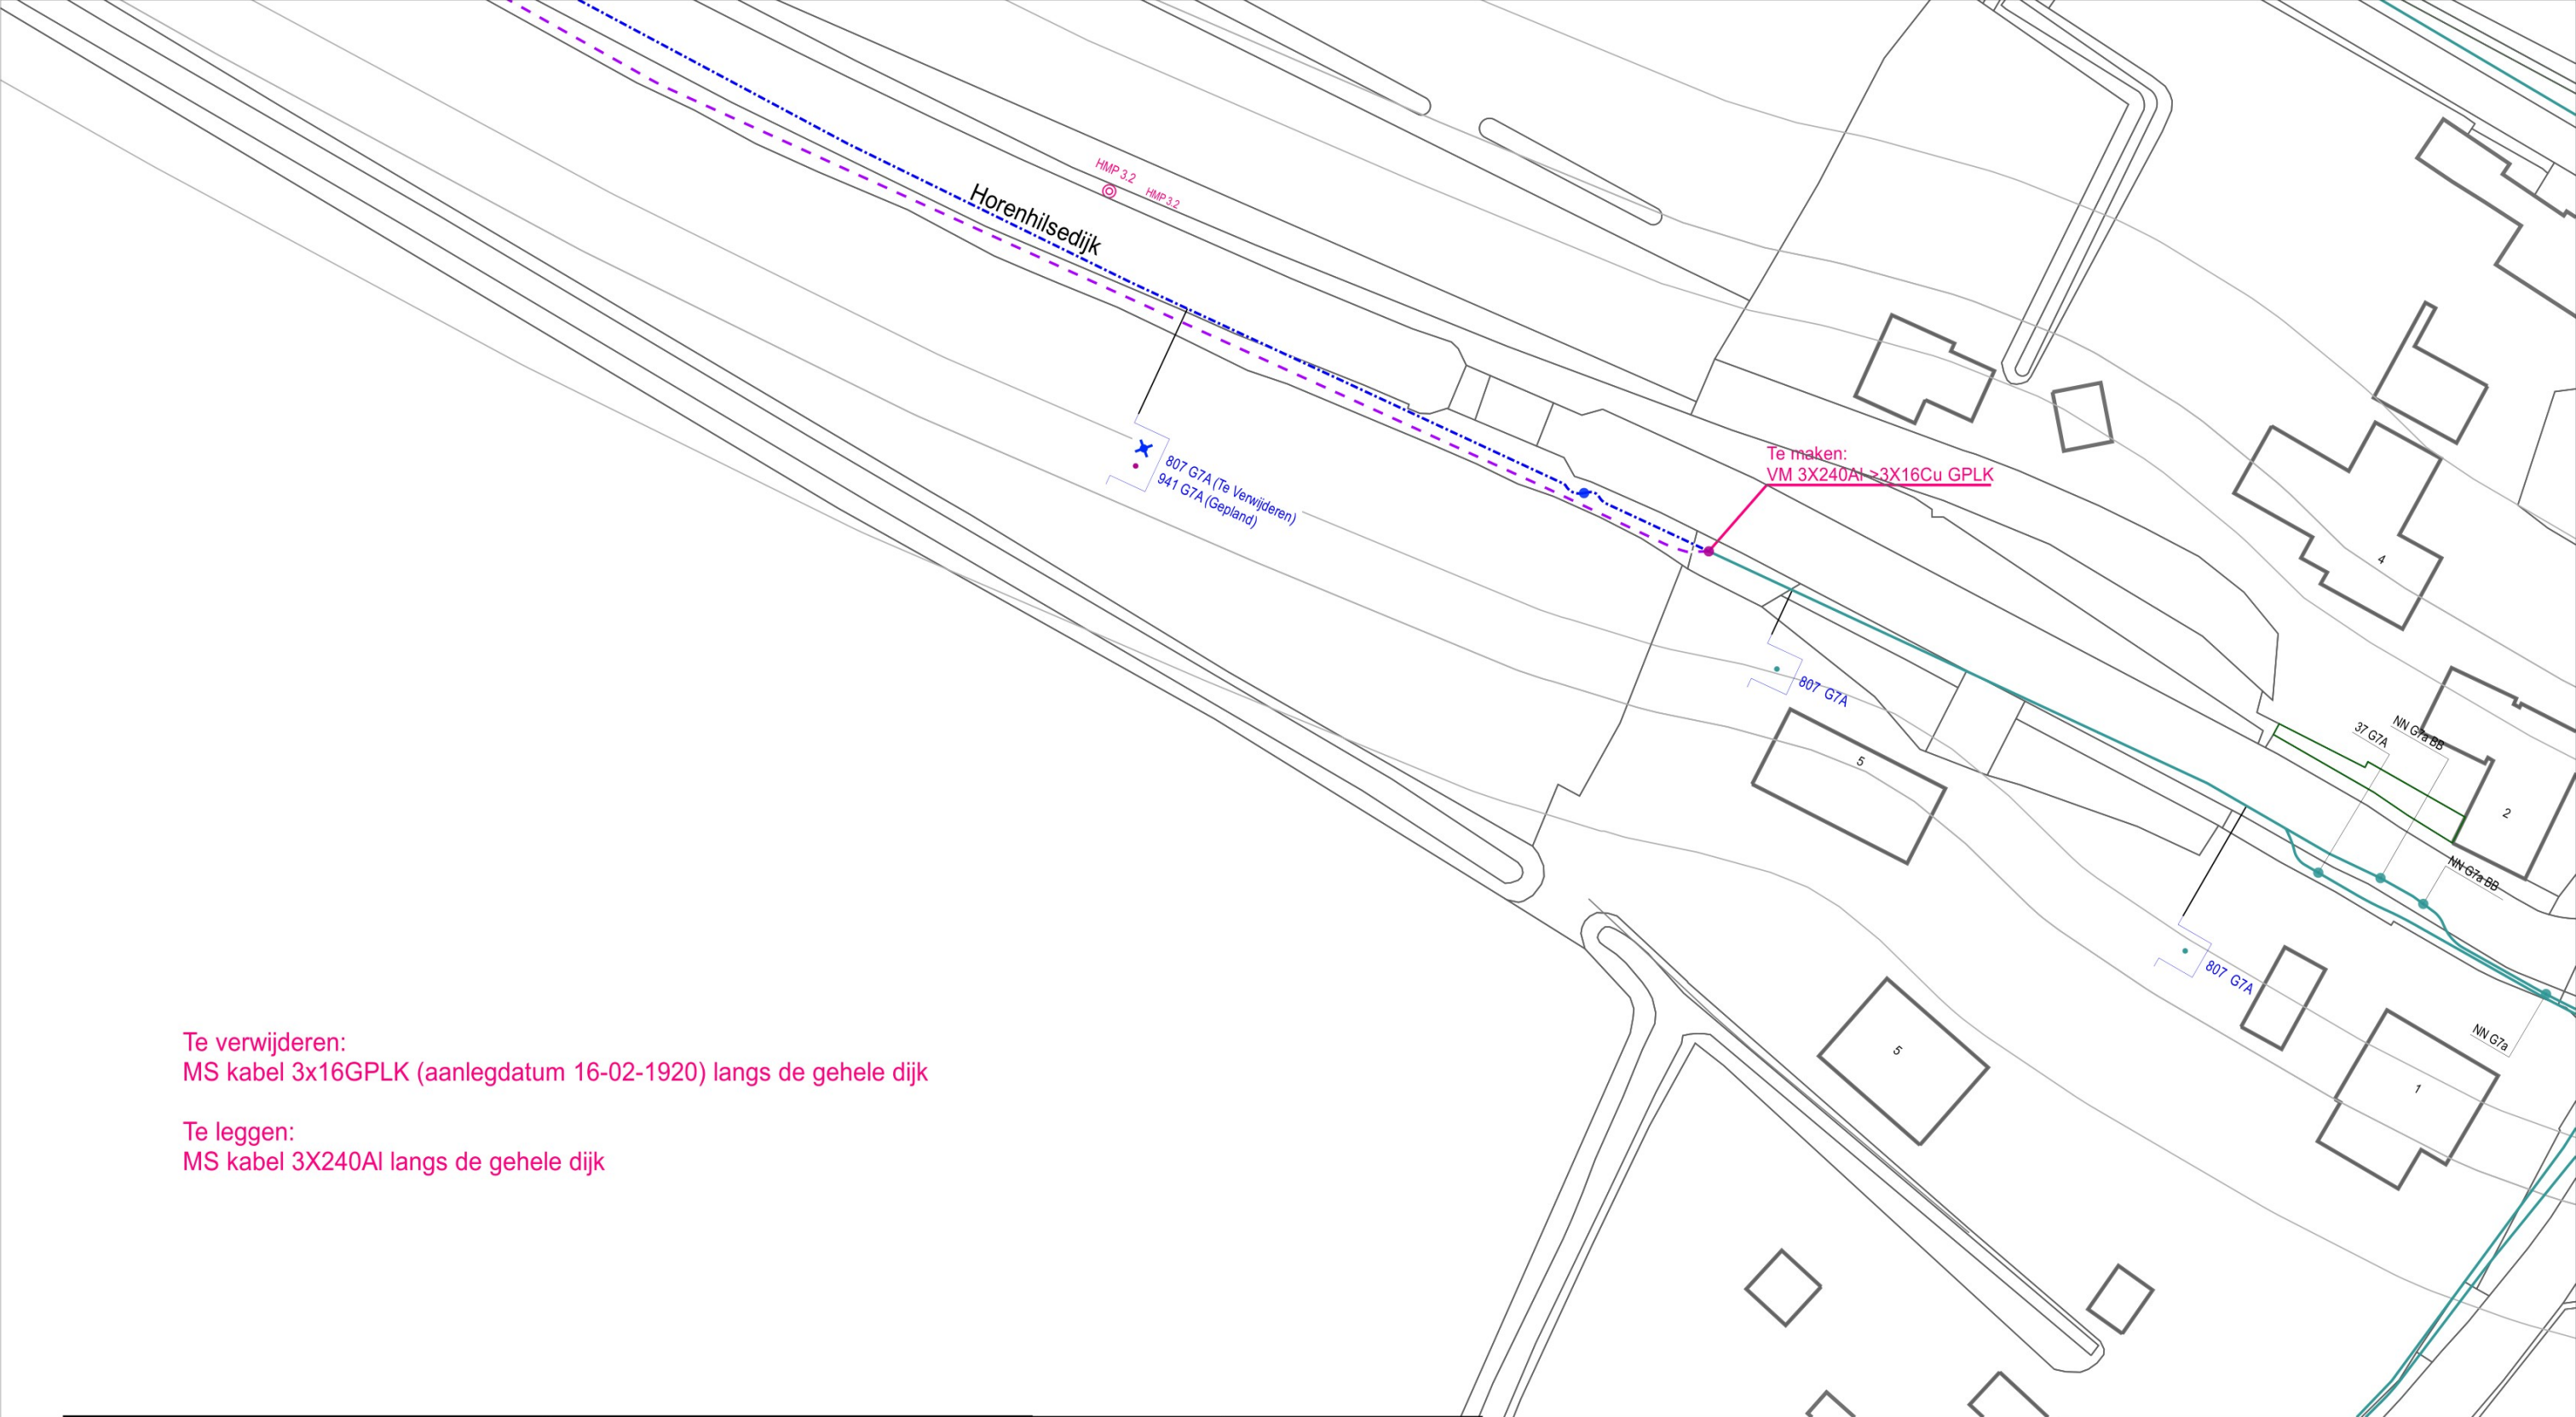 HMP 3.2
HMP 3.2
Horenhilsedijk
Te maken:
VM 3X240Al->3X16Cu GPLK
807 G7A (Te Verwijderen)
941 G7A (Gepland)
4
807 G7A
5
37 G7A
NN G7a BB
2
NN G7a BB
807 G7A
NN G7a
5
1
Te verwijderen:
MS kabel 3x16GPLK (aanlegdatum 16-02-1920) langs de gehele dijk
Te leggen:
MS kabel 3X240Al langs de gehele dijk